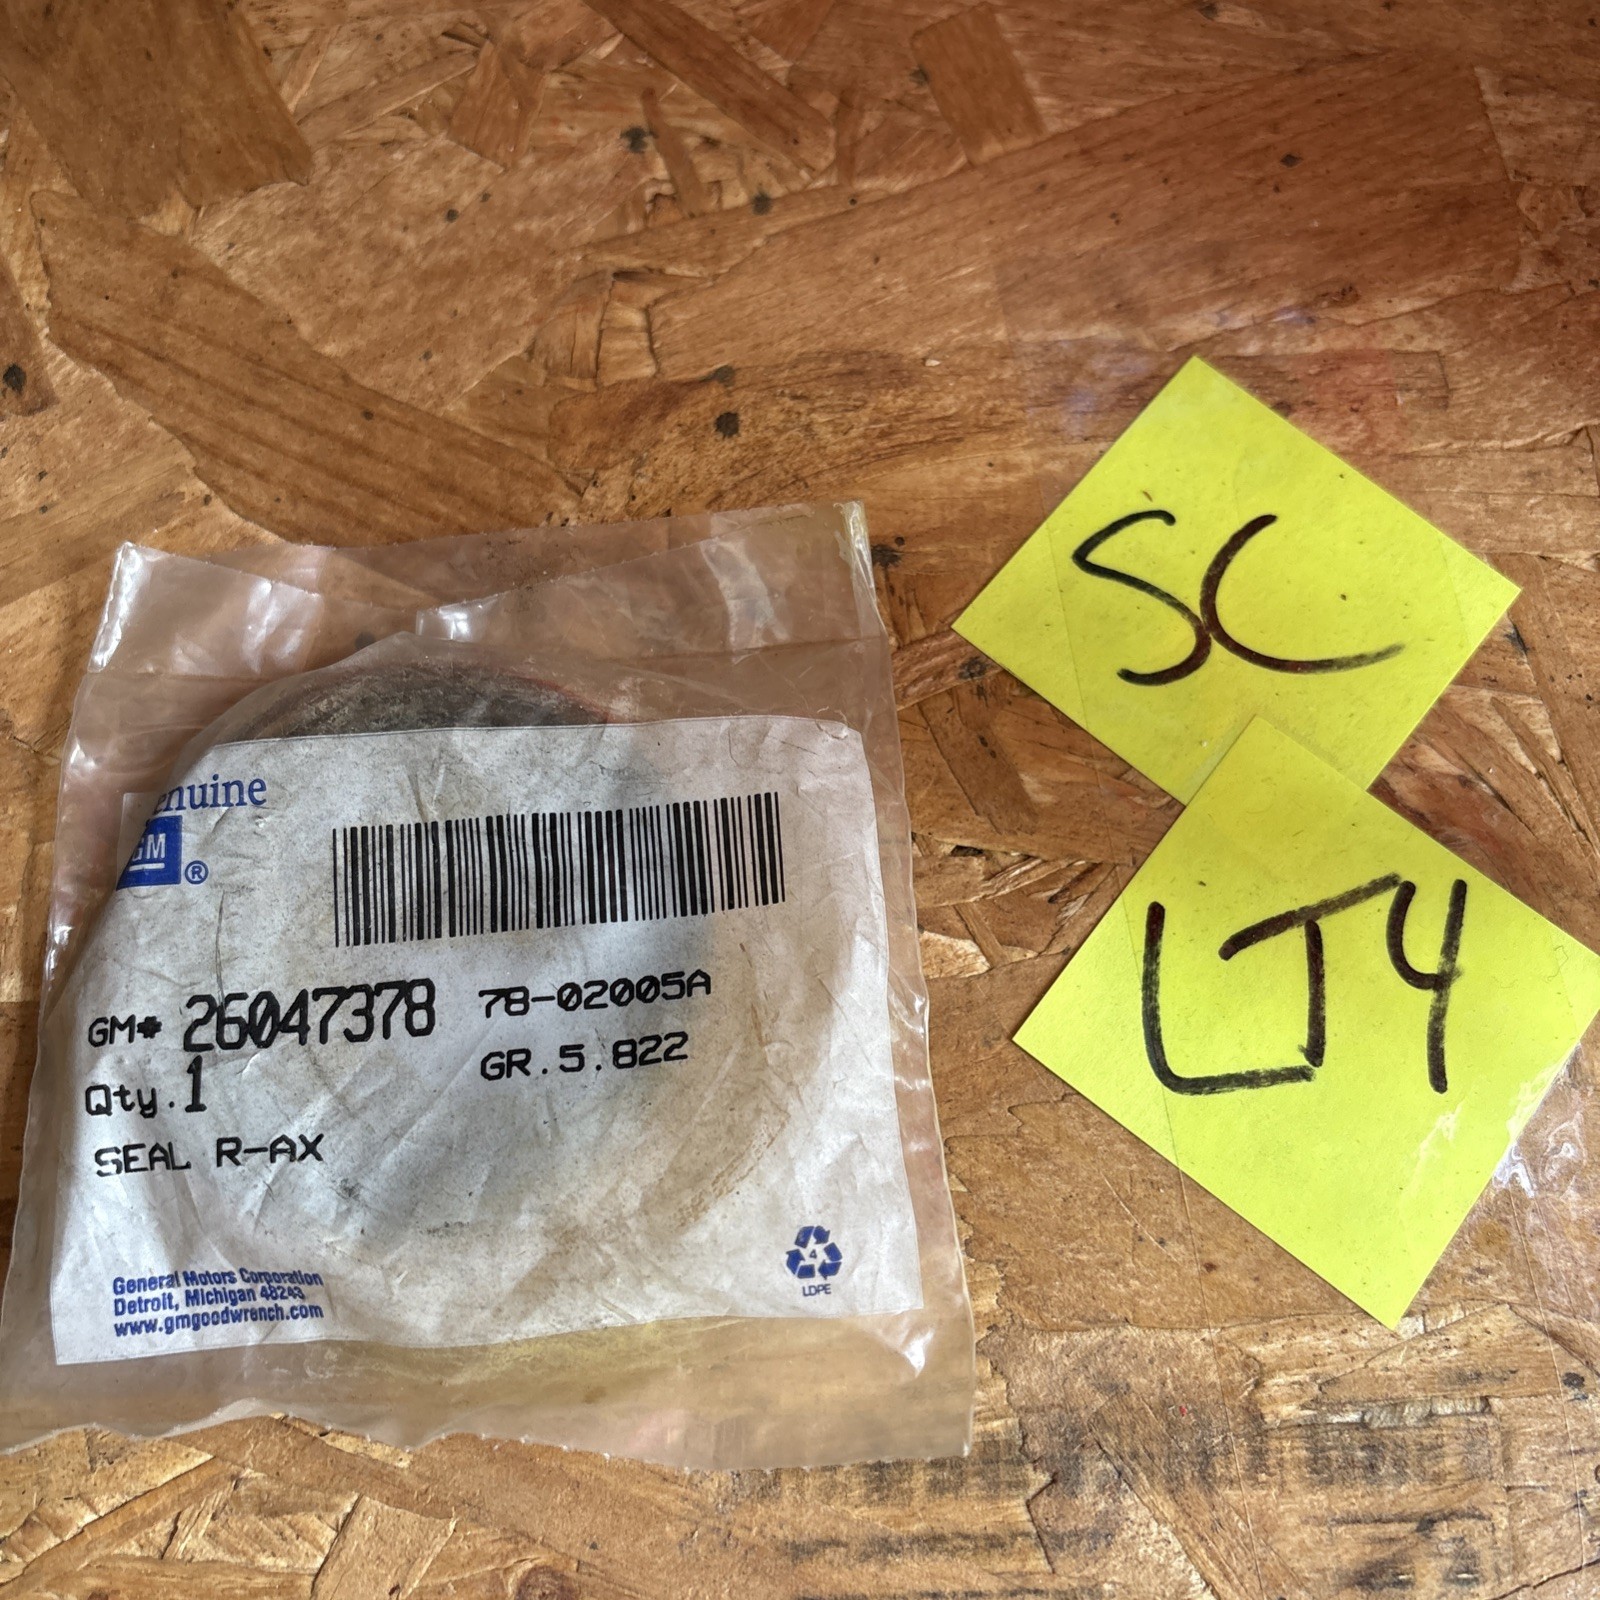 enuine
GM ®
GM# 26047378 78-02005A
Qty.1 GR.5.822
SEAL R-AX
General Motors Corporation
Detroit, Michigan 48243
www.gmgoodwrench.com
4
LDPE
SC
LJ4